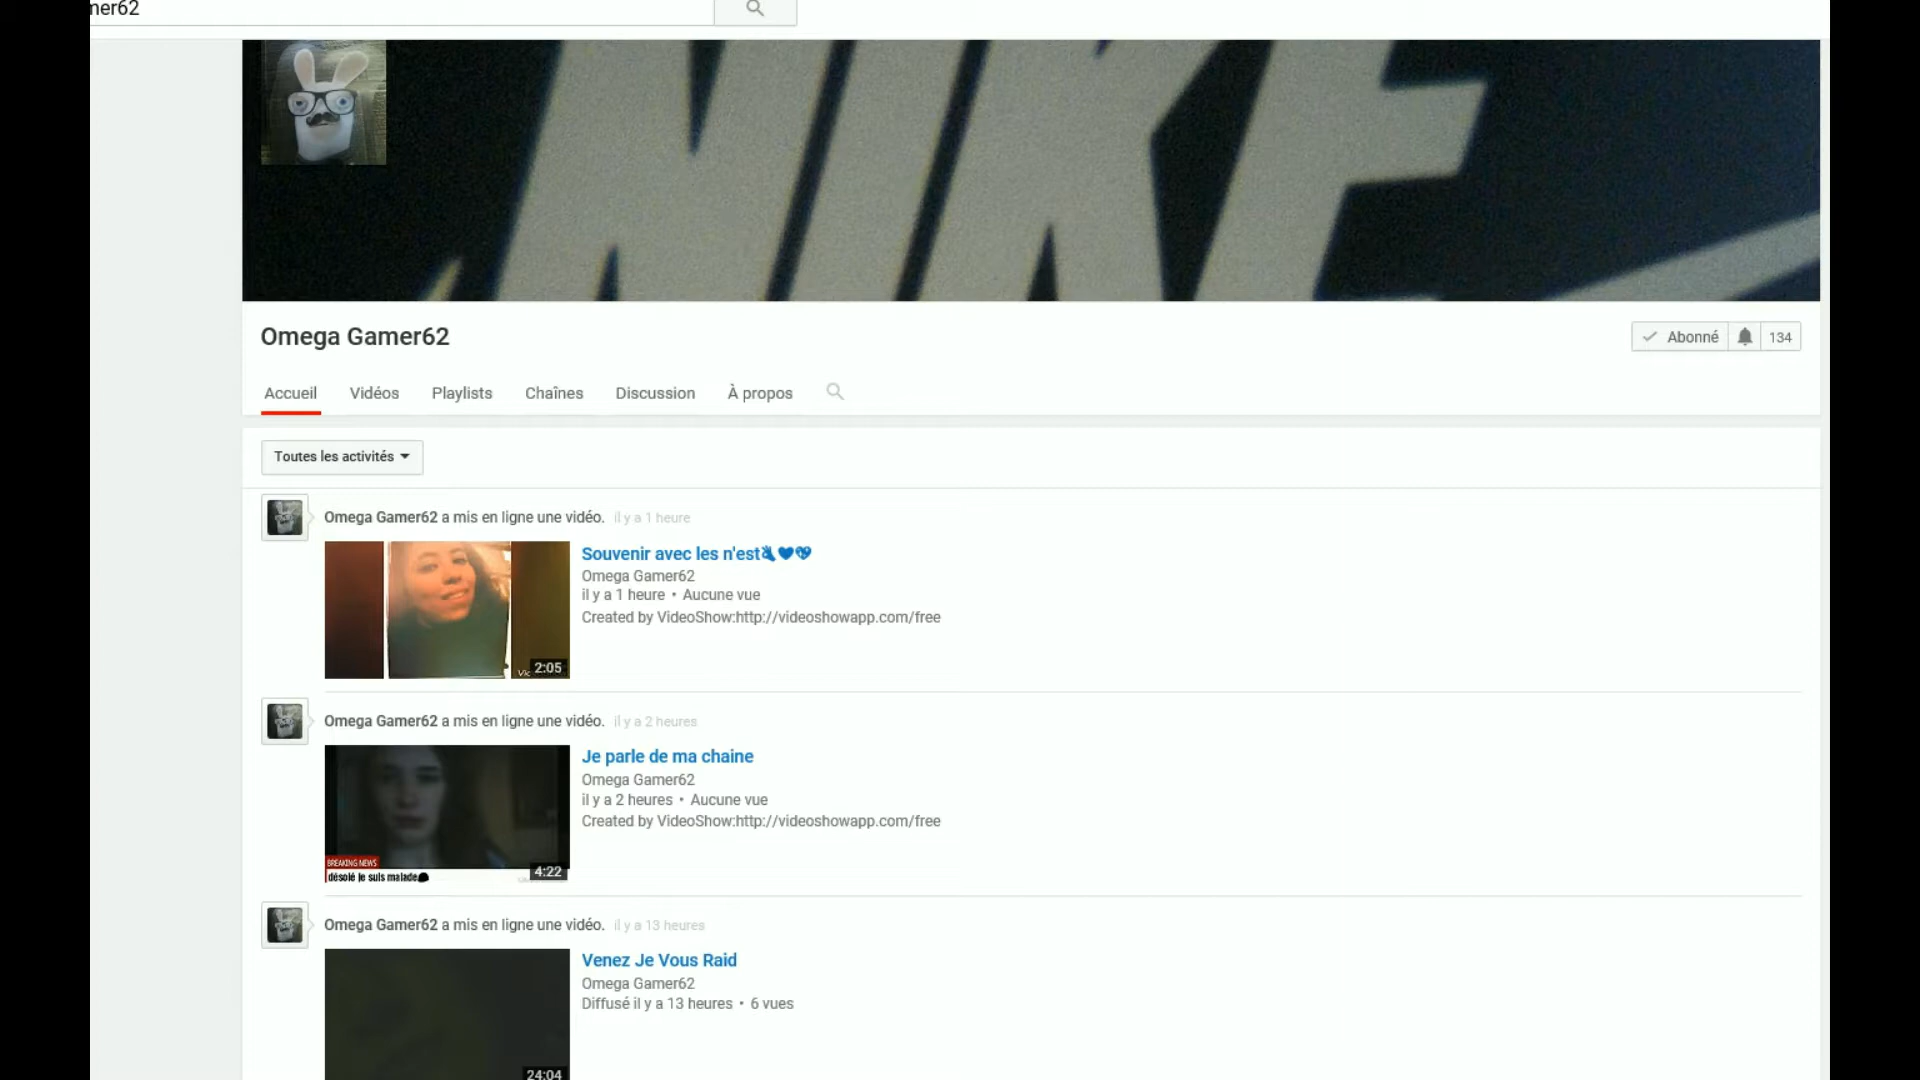 mer62
NIKE
Omega Gamer62
Abonné 134
Accueil Vidéos Playlists Chaînes Discussion À propos
Toutes les activités
Omega Gamer62 a mis en ligne une vidéo. il y a 1 heure
Souvenir avec les n'est
Omega Gamer62
il y a 1 heure • Aucune vue
Created by VideoShow:http://videoshowapp.com/free
2:05
Omega Gamer62 a mis en ligne une vidéo. il y a 2 heures
Je parle de ma chaine
Omega Gamer62
il y a 2 heures • Aucune vue
Created by VideoShow:http://videoshowapp.com/free
BREAKING NEWS
4:22
désolé je suis malade
Omega Gamer62 a mis en ligne une vidéo. il y a 13 heures
Venez Je Vous Raid
Omega Gamer62
Diffusé il y a 13 heures • 6 vues
24:04